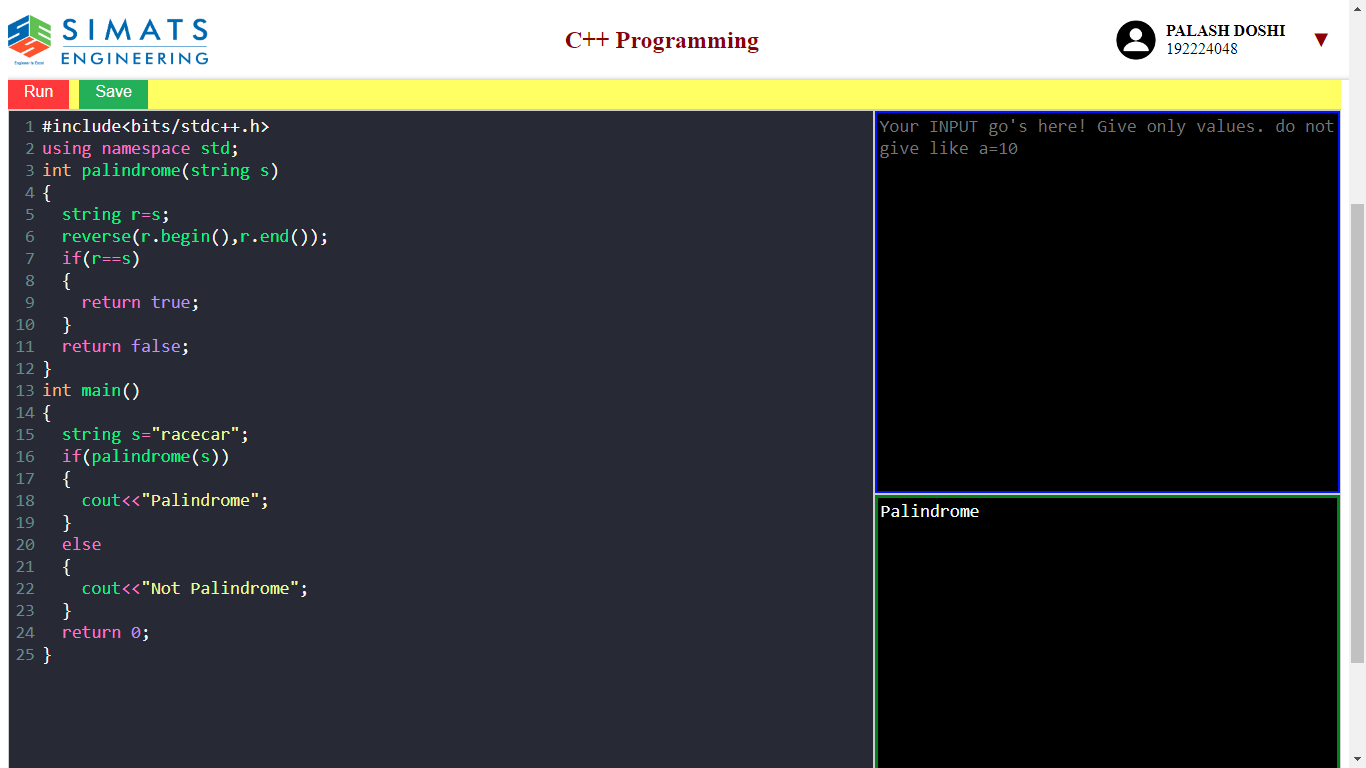 SIMATS
ENGINEERING
Engineer to Excel
C++ Programming
PALASH DOSHI
192224048
▼
Run
Save
1 #include<bits/stdc++.h>
2 using namespace std;
3 int palindrome(string s)
4 {
5   string r=s;
6   reverse(r.begin(),r.end());
7   if(r==s)
8   {
9     return true;
10   }
11   return false;
12 }
13 int main()
14 {
15   string s="racecar";
16   if(palindrome(s))
17   {
18     cout<<"Palindrome";
19   }
20   else
21   {
22     cout<<"Not Palindrome";
23   }
24   return 0;
25 }
Your INPUT go's here! Give only values. do not
give like a=10
Palindrome